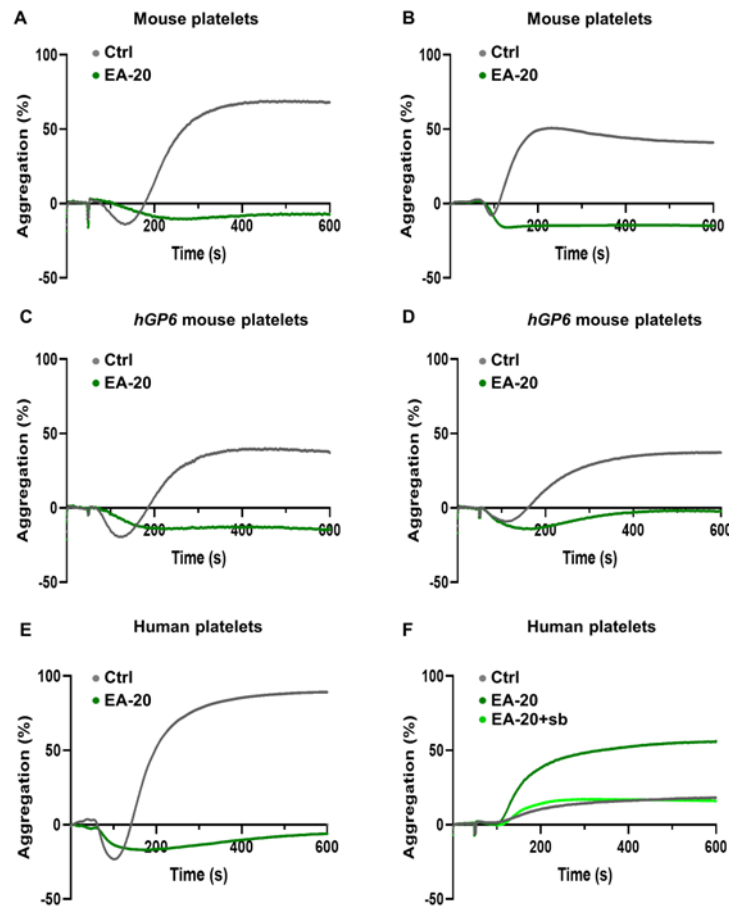 A Mouse platelets
Aggregation (%)
100
50
0
-50
Ctrl
EA-20
200 400 600
Time (s)
B Mouse platelets
Aggregation (%)
100
50
0
-50
Ctrl
EA-20
200 400 600
Time (s)
C hGP6 mouse platelets
Aggregation (%)
100
50
0
-50
Ctrl
EA-20
200 400 600
Time (s)
D hGP6 mouse platelets
Aggregation (%)
100
50
0
-50
Ctrl
EA-20
200 400 600
Time (s)
E Human platelets
Aggregation (%)
100
50
0
-50
Ctrl
EA-20
200 400 600
Time (s)
F Human platelets
Aggregation (%)
100
50
0
-50
Ctrl
EA-20
EA-20+sb
200 400 600
Time (s)